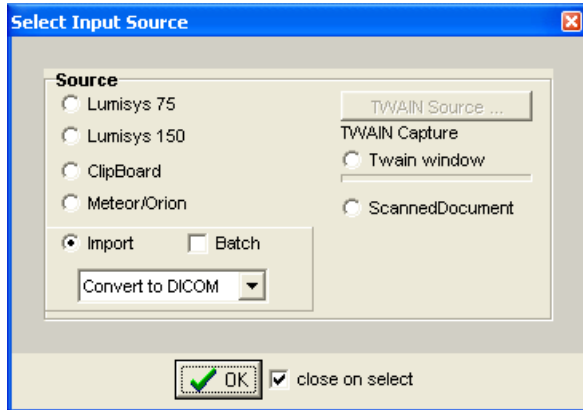 Select Input Source
Source
Lumisys 75
Lumisys 150
ClipBoard
Meteor/Orion
Import
Batch
Convert to DICOM
TWAIN Source ...
TWAIN Capture
Twain window
ScannedDocument
OK
close on select